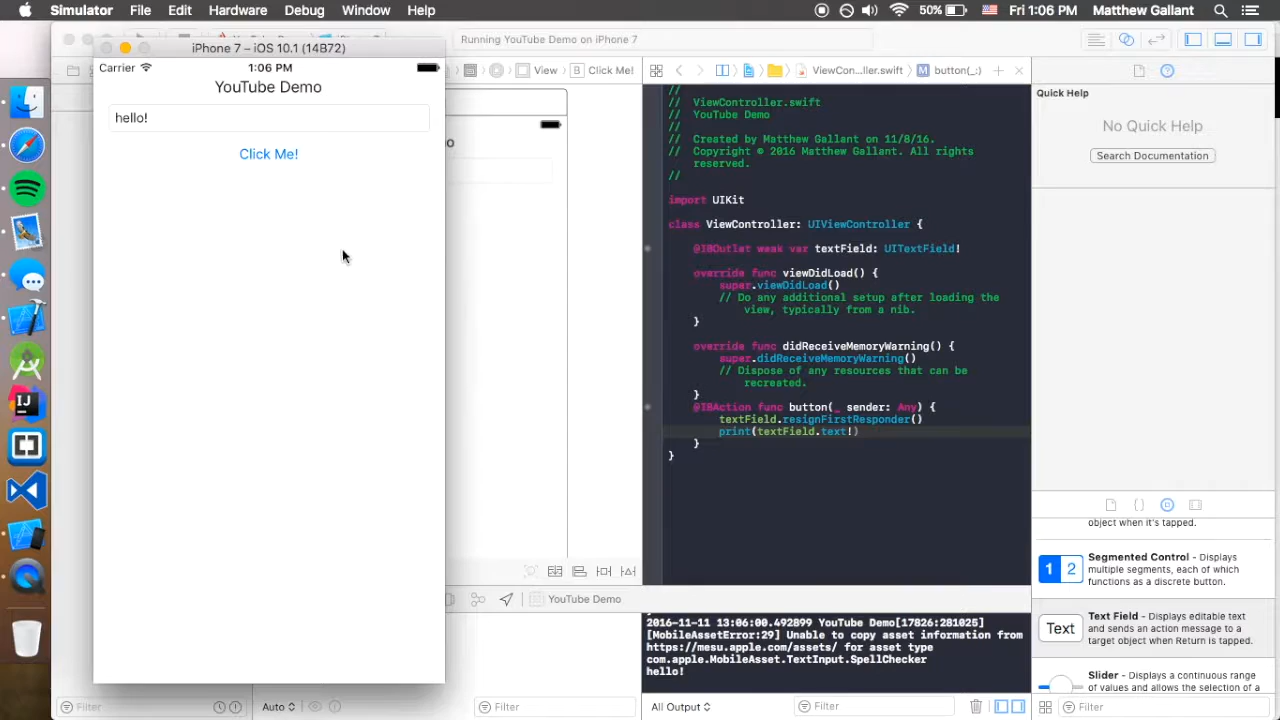 Simulator File Edit Hardware Debug Window Help 50% Fri 1:06 PM Matthew Gallant
iPhone 7 – iOS 10.1 (14B72)
Running YouTube Demo on iPhone 7
Carrier 1:06 PM
YouTube Demo
hello!
Click Me!
View B Click Me!
ViewCon...ller.swift M button(_:)
//
// ViewController.swift
// YouTube Demo
//
// Created by Matthew Gallant on 11/8/16.
// Copyright © 2016 Matthew Gallant. All rights
reserved.
//
import UIKit
class ViewController: UIViewController {
@IBOutlet weak var textField: UITextField!
override func viewDidLoad() {
super.viewDidLoad()
// Do any additional setup after loading the
view, typically from a nib.
}
override func didReceiveMemoryWarning() {
super.didReceiveMemoryWarning()
// Dispose of any resources that can be
recreated.
}
@IBAction func button(_ sender: Any) {
textField.resignFirstResponder()
print(textField.text!)
}
}
Quick Help
No Quick Help
Search Documentation
object when it's tapped.
1 2
Segmented Control - Displays
multiple segments, each of which
functions as a discrete button.
Text
Text Field - Displays editable text
and sends an action message to a
target object when Return is tapped.
Slider - Displays a continuous range
of values and allows the selection of a
YouTube Demo
2016-11-11 13:06:00.492899 YouTube Demo[17826:281025]
[MobileAssetError:29] Unable to copy asset information from
https://mesu.apple.com/assets/ for asset type
com.apple.MobileAsset.TextInput.SpellChecker
hello!
Filter Auto Filter All Output Filter Filter